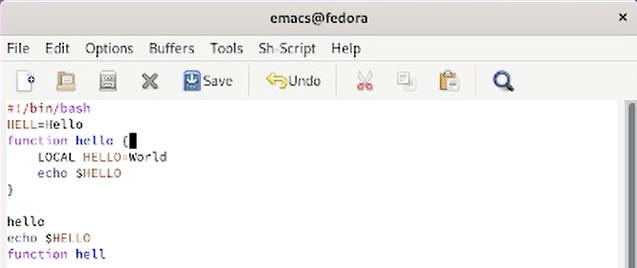 emacs@fedora ×
File Edit Options Buffers Tools Sh-Script Help
Save Undo
#!/bin/bash
HELL=Hello
function hello {
    LOCAL HELLO=World
    echo $HELLO
}
hello
echo $HELLO
function hell